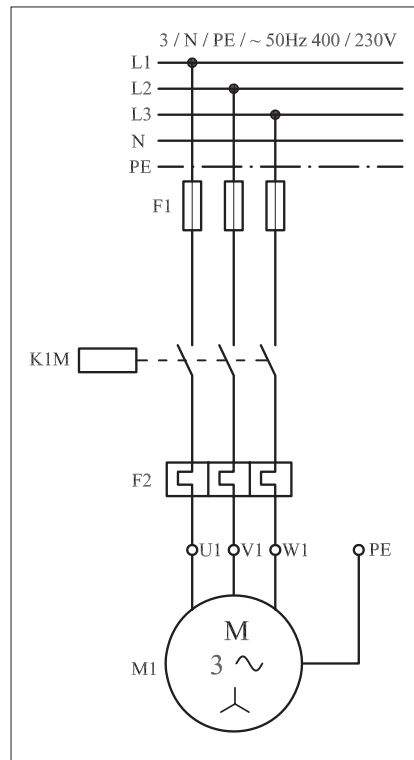 3 / N / PE / ~ 50Hz 400 / 230V
L1
L2
L3
N
PE
F1
K1M
F2
U1 V1 W1 PE
M
M1 3